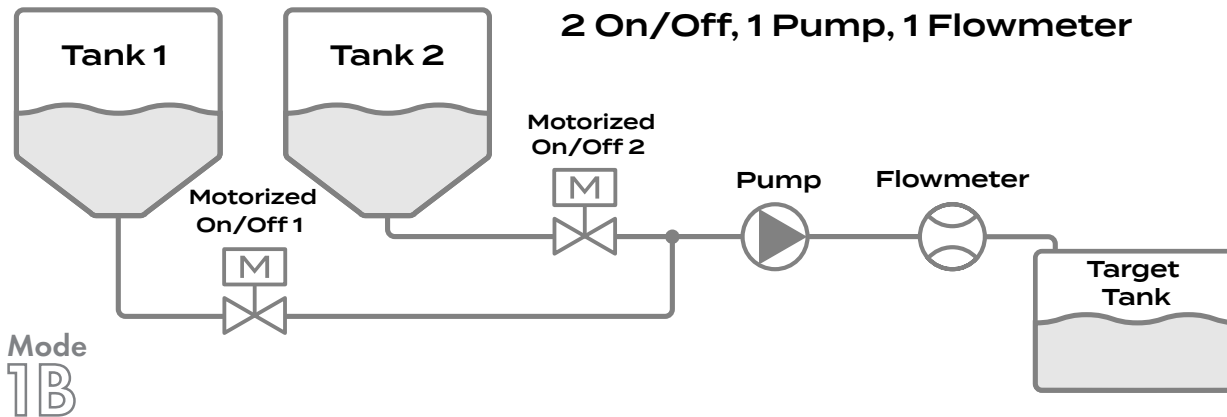 2 On/Off, 1 Pump, 1 Flowmeter
Tank 1
Tank 2
Motorized
On/Off 2
M
Motorized
On/Off 1
M
Pump
Flowmeter
Target
Tank
Mode
1B